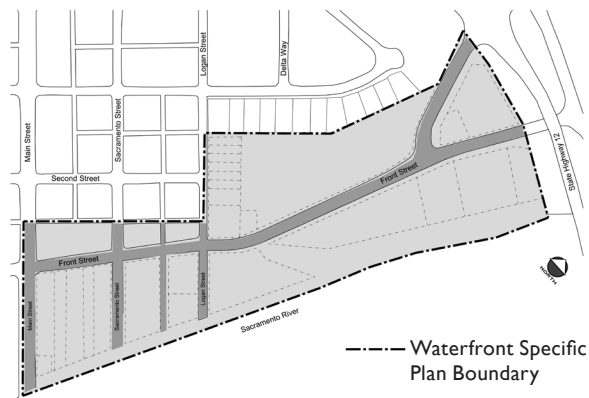 Logan Street
Delta Way
Main Street
Sacramento Street
State Highway 12
Second Street
Front Street
Front Street
Main Street
Sacramento Street
Logan Street
NORTH
Sacramento River
Waterfront Specific
Plan Boundary